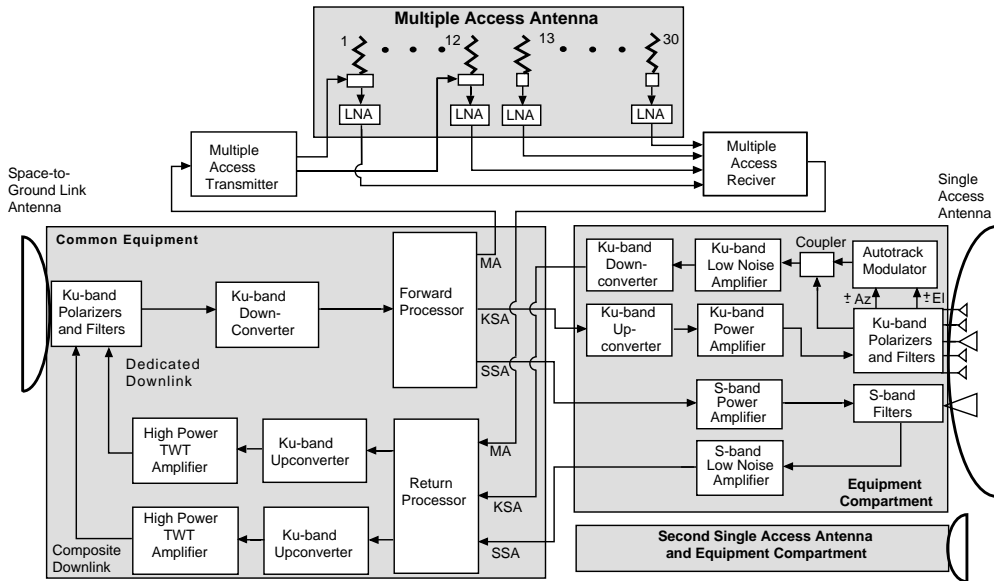 Multiple Access Antenna
1
12
13
30
LNA
LNA
LNA
LNA
Multiple
Access
Transmitter
Multiple
Access
Reciver
Space-to-
Ground Link
Antenna
Single
Access
Antenna
Common Equipment
Ku-band
Polarizers
and Filters
Ku-band
Down-
Converter
Forward
Processor
MA
KSA
SSA
Dedicated
Downlink
High Power
TWT
Amplifier
Ku-band
Upconverter
Return
Processor
MA
KSA
SSA
High Power
TWT
Amplifier
Ku-band
Upconverter
Composite
Downlink
Ku-band
Down-
converter
Ku-band
Low Noise
Amplifier
Coupler
Autotrack
Modulator
± Az
± El
Ku-band
Up-
converter
Ku-band
Power
Amplifier
Ku-band
Polarizers
and Filters
S-band
Power
Amplifier
S-band
Filters
S-band
Low Noise
Amplifier
Equipment
Compartment
Second Single Access Antenna
and Equipment Compartment